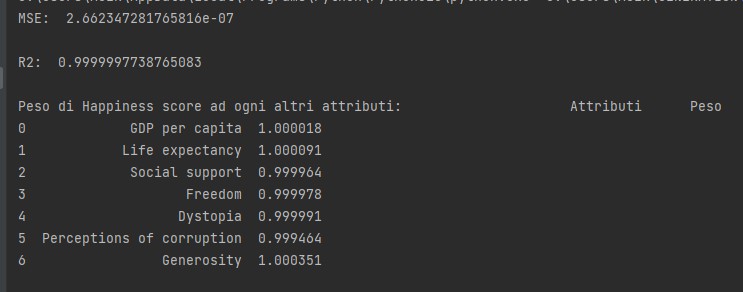 MSE:  2.662347281765816e-07
R2:  0.9999997738765083
Peso di Happiness score ad ogni altri attributi:                     Attributi      Peso
0             GDP per capita  1.000018
1            Life expectancy  1.000091
2             Social support  0.999964
3                    Freedom  0.999978
4                   Dystopia  0.999991
5  Perceptions of corruption  0.999464
6                 Generosity  1.000351